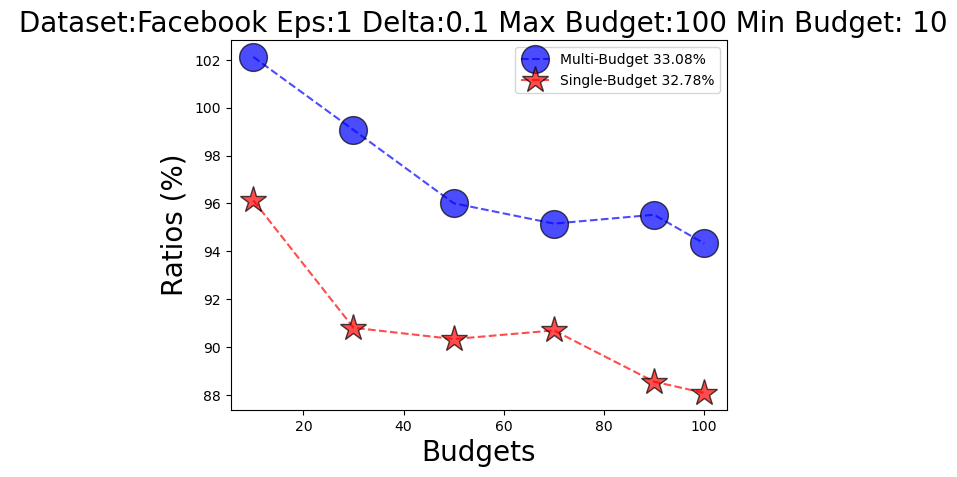 Dataset:Facebook Eps:1 Delta:0.1 Max Budget:100 Min Budget: 10
Multi-Budget 33.08%
Single-Budget 32.78%
102
100
98
96
94
92
90
88
Ratios (%)
20 40 60 80 100
Budgets